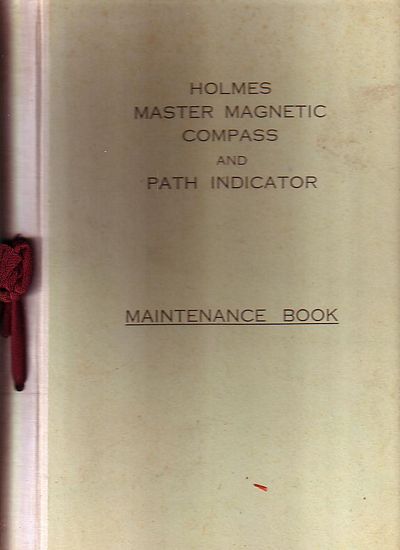 HOLMES
MASTER MAGNETIC
COMPASS
AND
PATH INDICATOR
MAINTENANCE BOOK